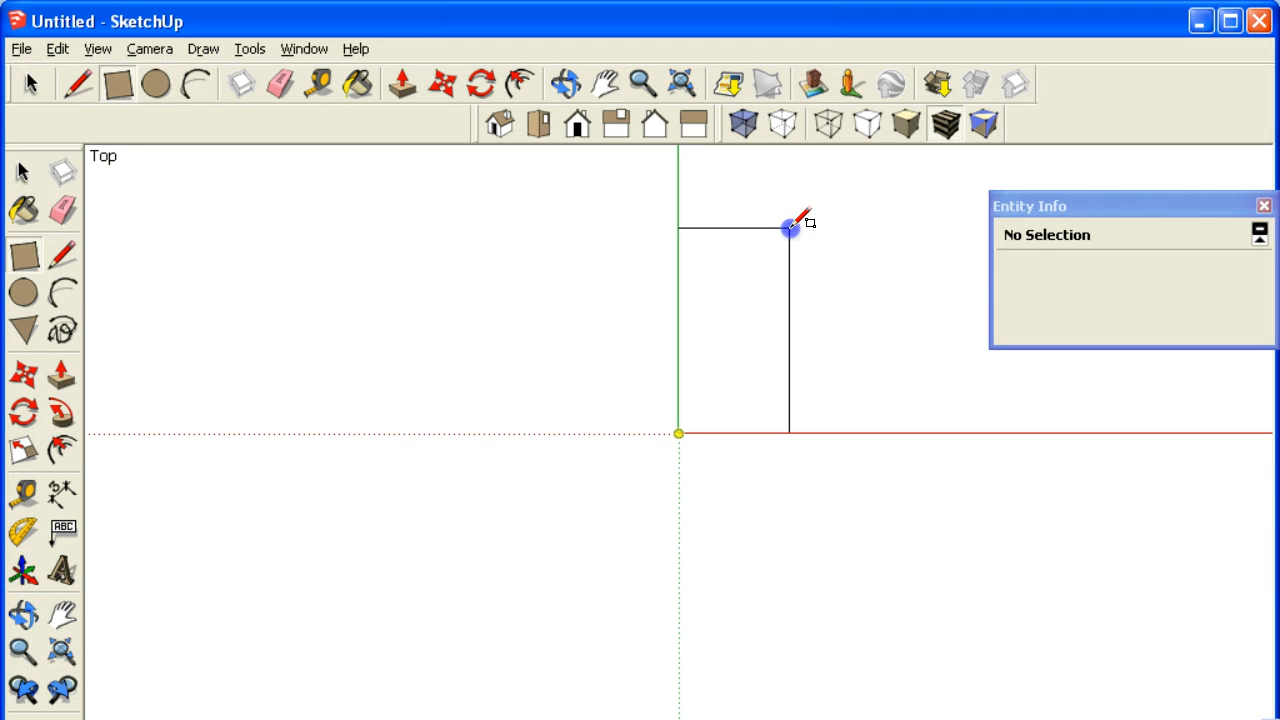 Untitled - SketchUp
File Edit View Camera Draw Tools Window Help
Top
Entity Info
No Selection
ABC